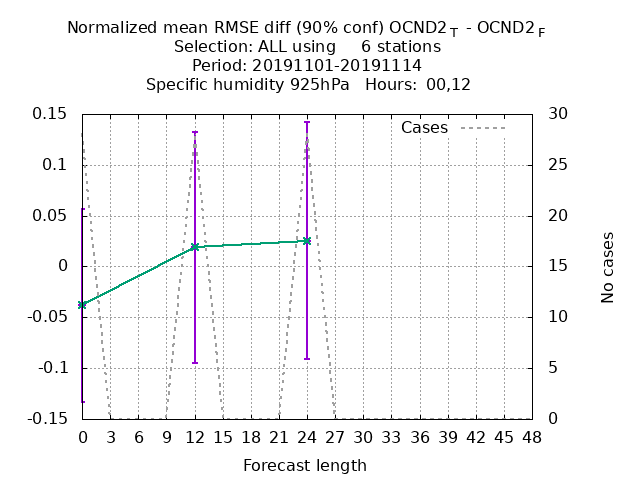 Normalized mean RMSE diff (90% conf) OCND2 T - OCND2 F
Selection: ALL using 6 stations
Period: 20191101-20191114
Specific humidity 925hPa Hours: 00,12
0.15
0.1
0.05
0
-0.05
-0.1
-0.15
Cases
30
25
20
15
10
5
0
No cases
0 3 6 9 12 15 18 21 24 27 30 33 36 39 42 45 48
Forecast length